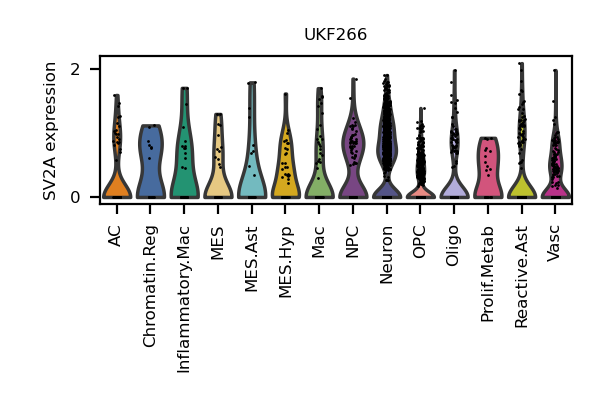 UKF266
SV2A expression
2
0
AC
Chromatin.Reg
Inflammatory.Mac
MES
MES.Ast
MES.Hyp
Mac
NPC
Neuron
OPC
Oligo
Prolif.Metab
Reactive.Ast
Vasc